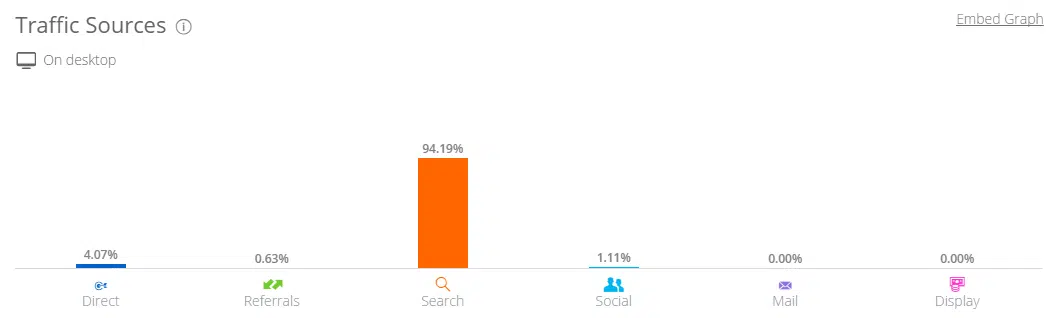 Traffic Sources
Embed Graph
On desktop
94.19%
4.07%
0.63%
1.11%
0.00%
0.00%
Direct
Referrals
Search
Social
Mail
Display